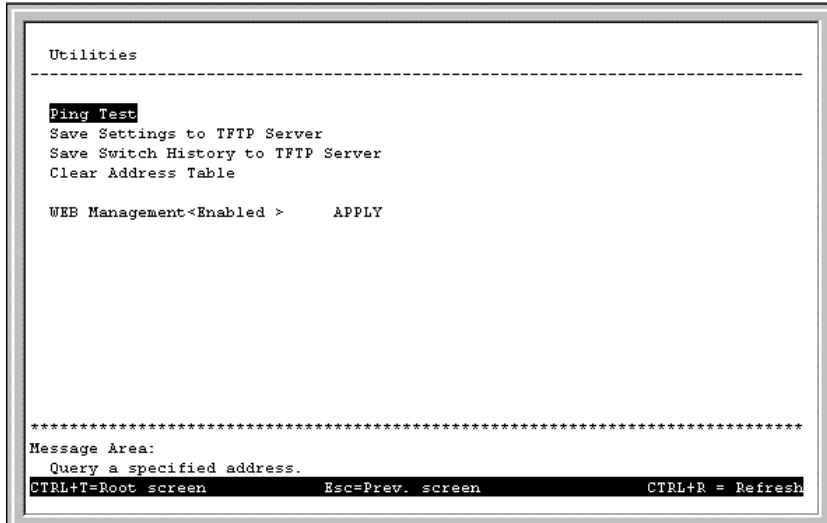 Utilities
--------------------------------------------------------------------------------
Ping Test
Save Settings to TFTP Server
Save Switch History to TFTP Server
Clear Address Table
WEB Management<Enabled > APPLY
********************************************************************************
Message Area:
Query a specified address.
CTRL+T=Root screen Esc=Prev. screen CTRL+R = Refresh